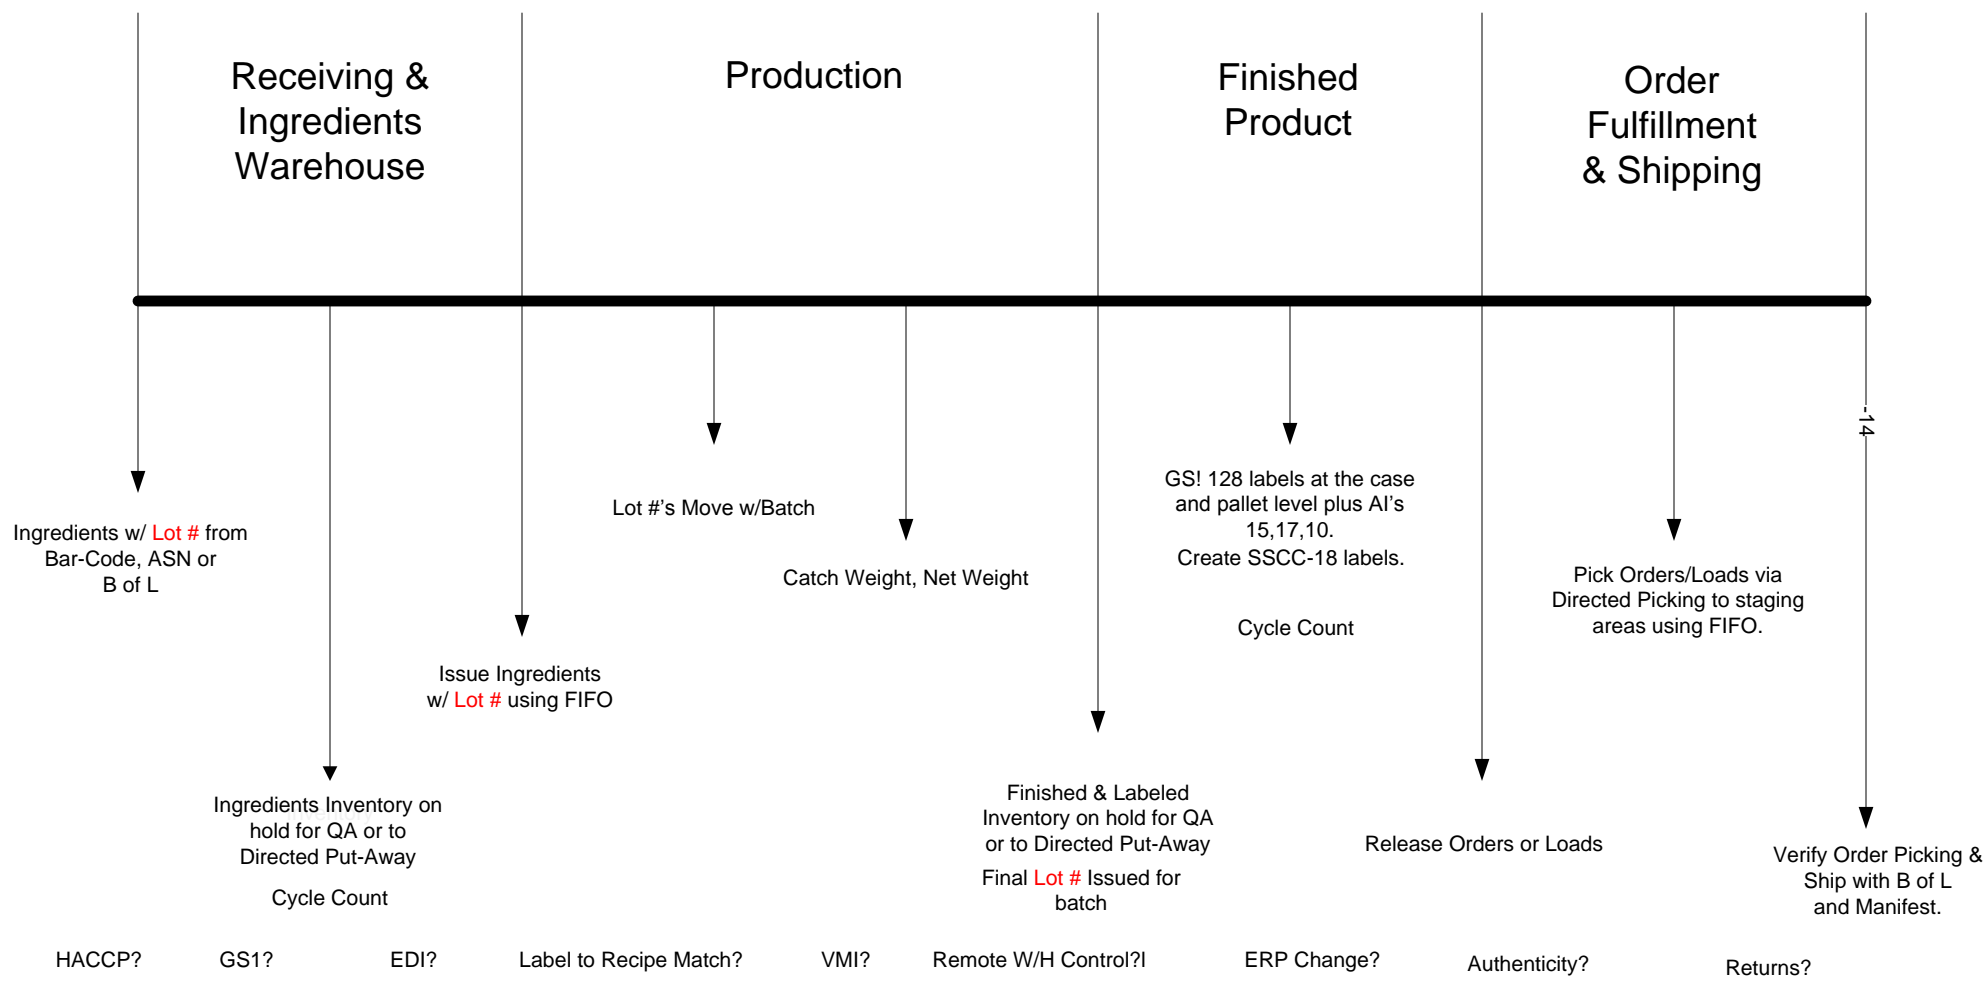 Receiving &
Ingredients
Warehouse
Production
Finished
Product
Order
Fulfillment
& Shipping
-14
Ingredients w/ Lot # from
Bar-Code, ASN or
B of L
Ingredients Inventory on
hold for QA or to
Directed Put-Away
Cycle Count
Inventory
Issue Ingredients
w/ Lot # using FIFO
Lot #’s Move w/Batch
Catch Weight, Net Weight
Finished & Labeled
Inventory on hold for QA
or to Directed Put-Away
Final Lot # Issued for
batch
GS! 128 labels at the case
and pallet level plus AI’s
15,17,10.
Create SSCC-18 labels.
Cycle Count
Release Orders or Loads
Pick Orders/Loads via
Directed Picking to staging
areas using FIFO.
Verify Order Picking &
Ship with B of L
and Manifest.
HACCP?
GS1?
EDI?
Label to Recipe Match?
VMI?
Remote W/H Control?I
ERP Change?
Authenticity?
Returns?